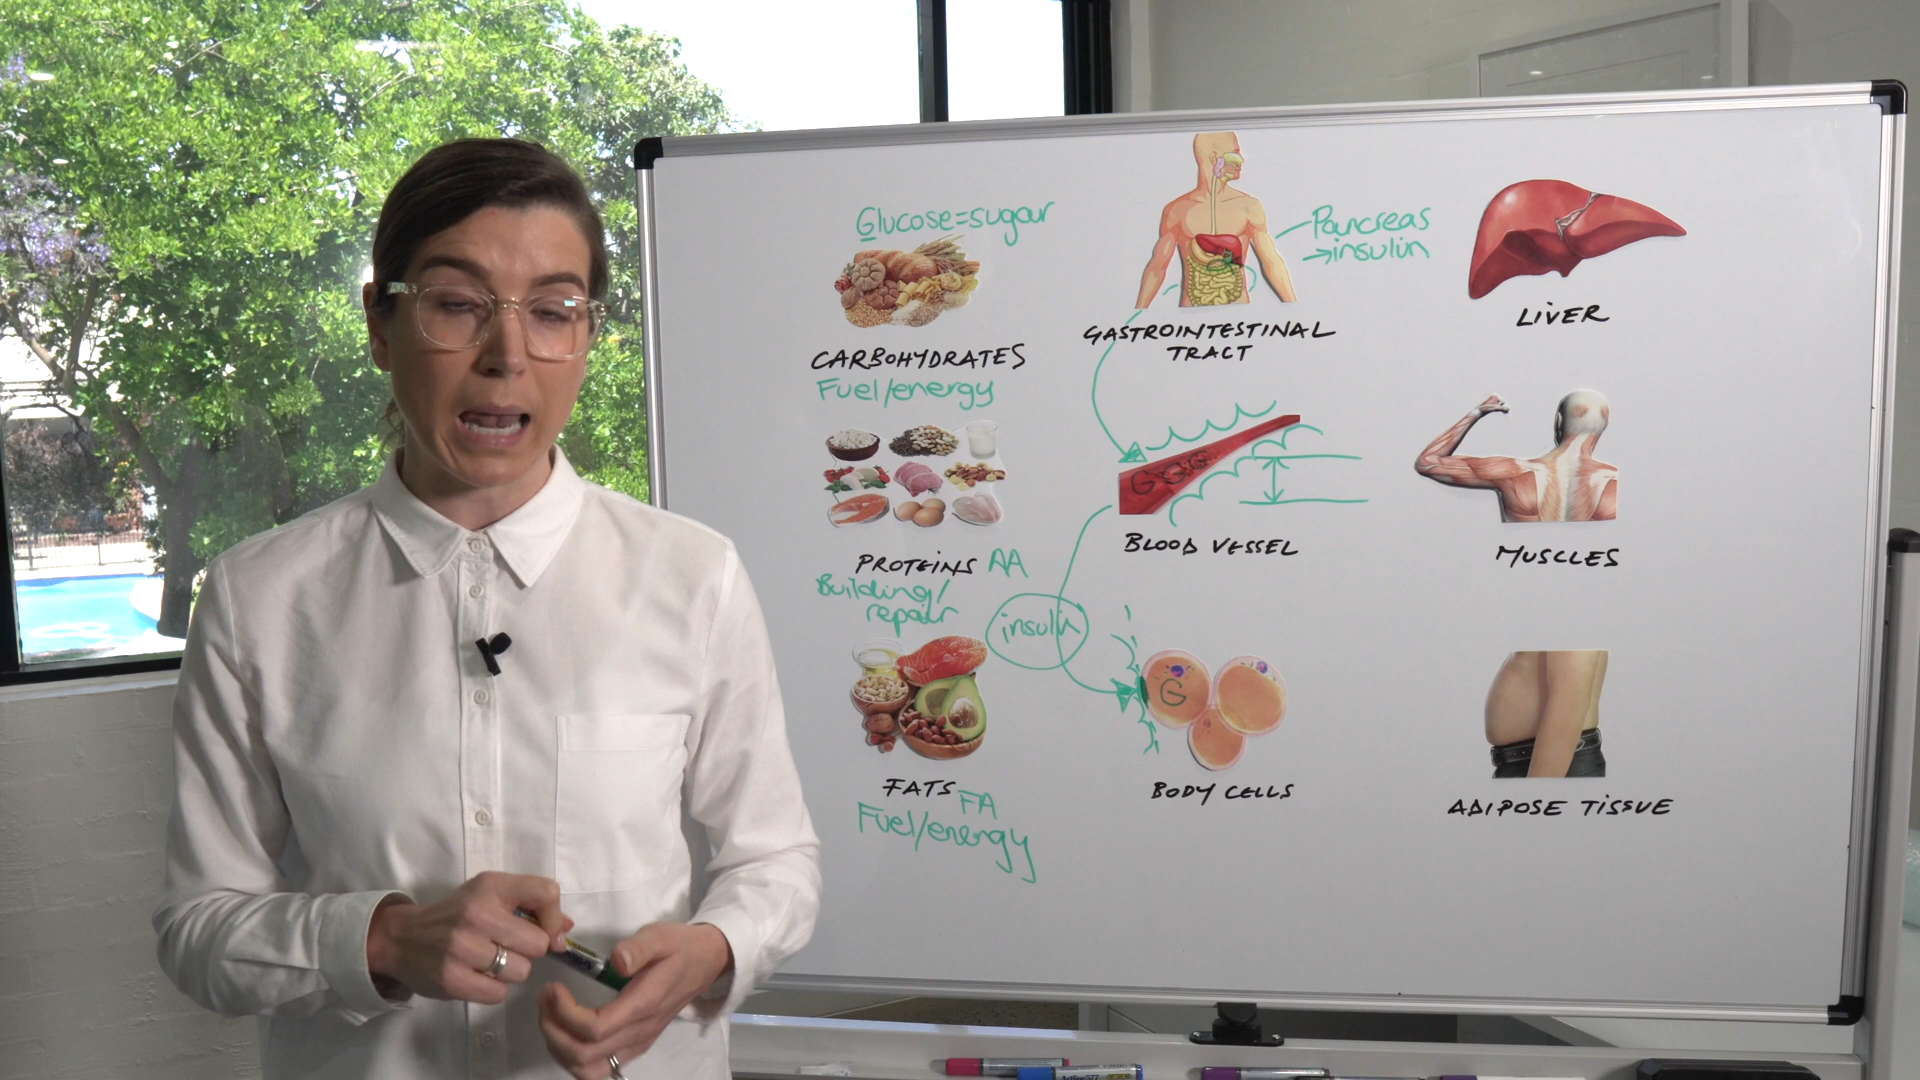 Glucose=sugar
CARBOHYDRATES
Fuel/energy
PROTEINS AA
Building/
repair
FATS FA
Fuel/energy
Pancreas
→insulin
GASTROINTESTINAL
TRACT
G G G
BLOOD VESSEL
insulin
G
BODY CELLS
LIVER
MUSCLES
ADIPOSE TISSUE